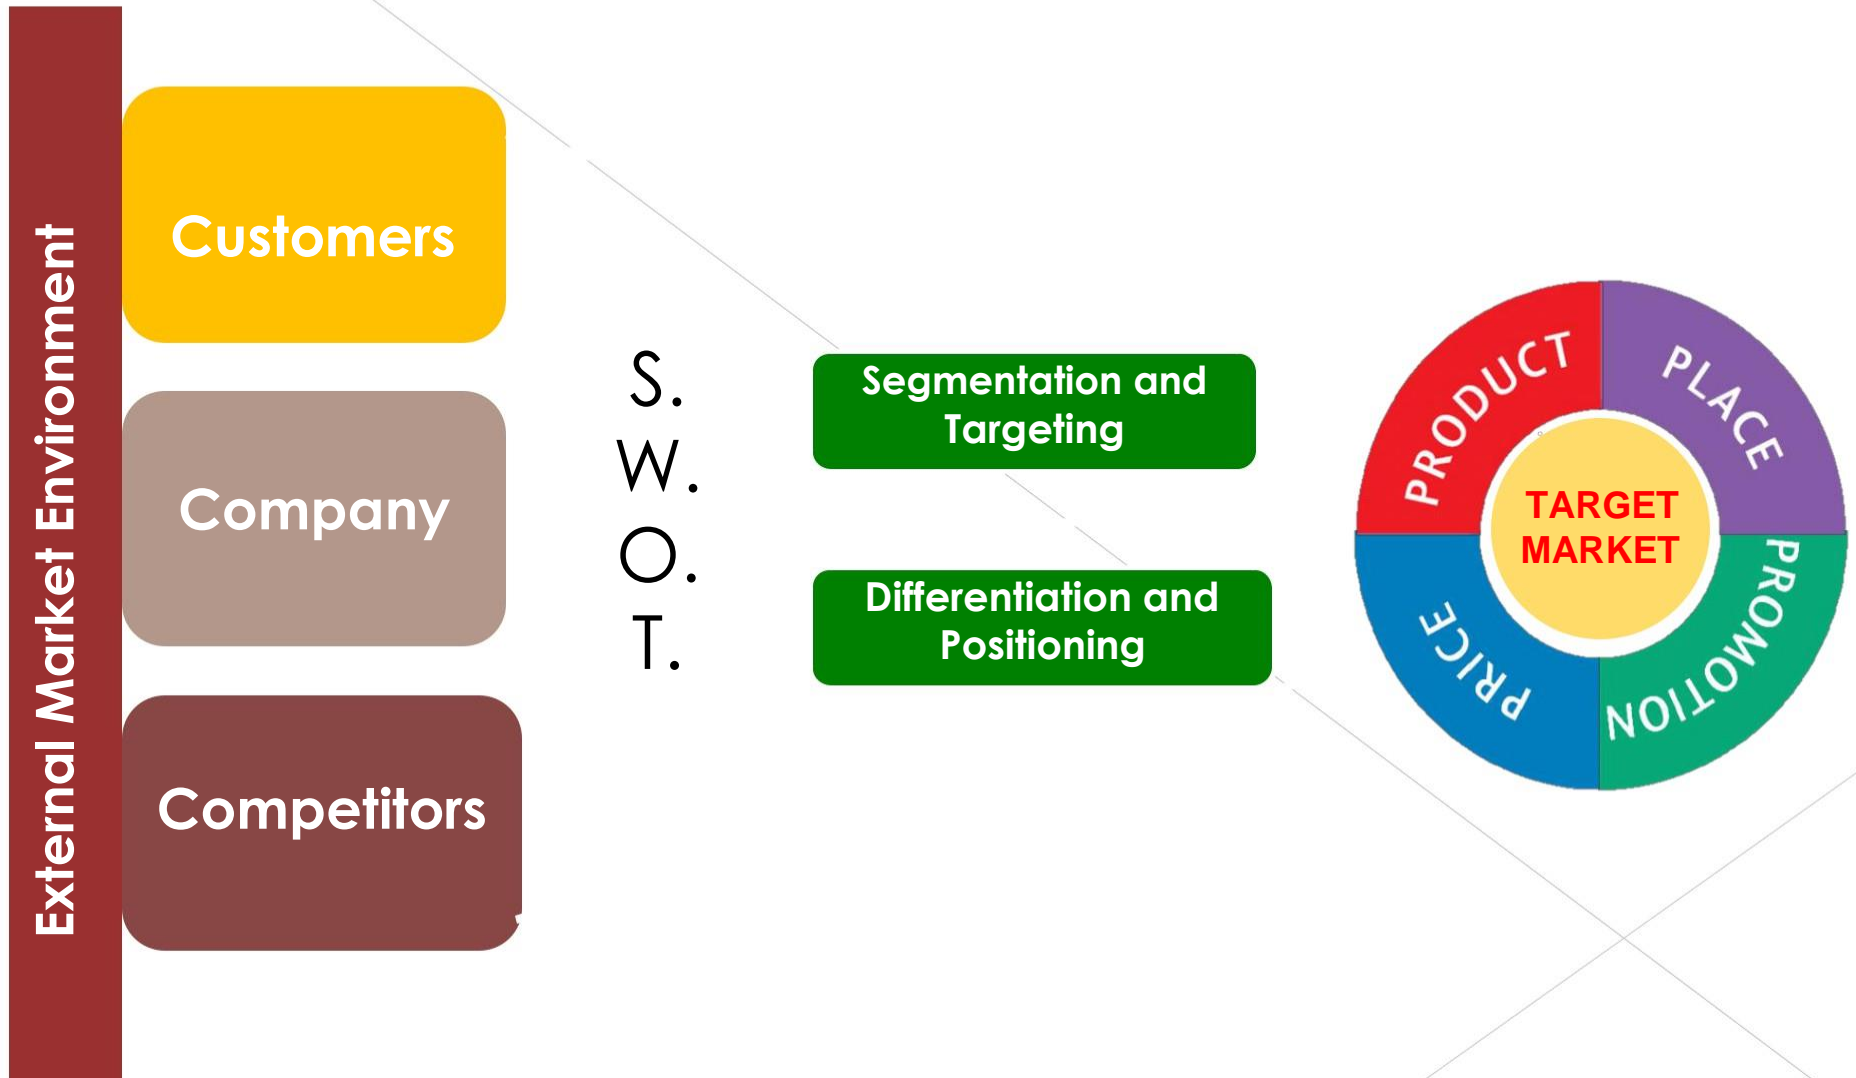 External Market Environment
Customers
Company
Competitors
S.
W.
O.
T.
Segmentation and
Targeting
Differentiation and
Positioning
PRODUCT
PLACE
TARGET
MARKET
PRICE
PROMOTION